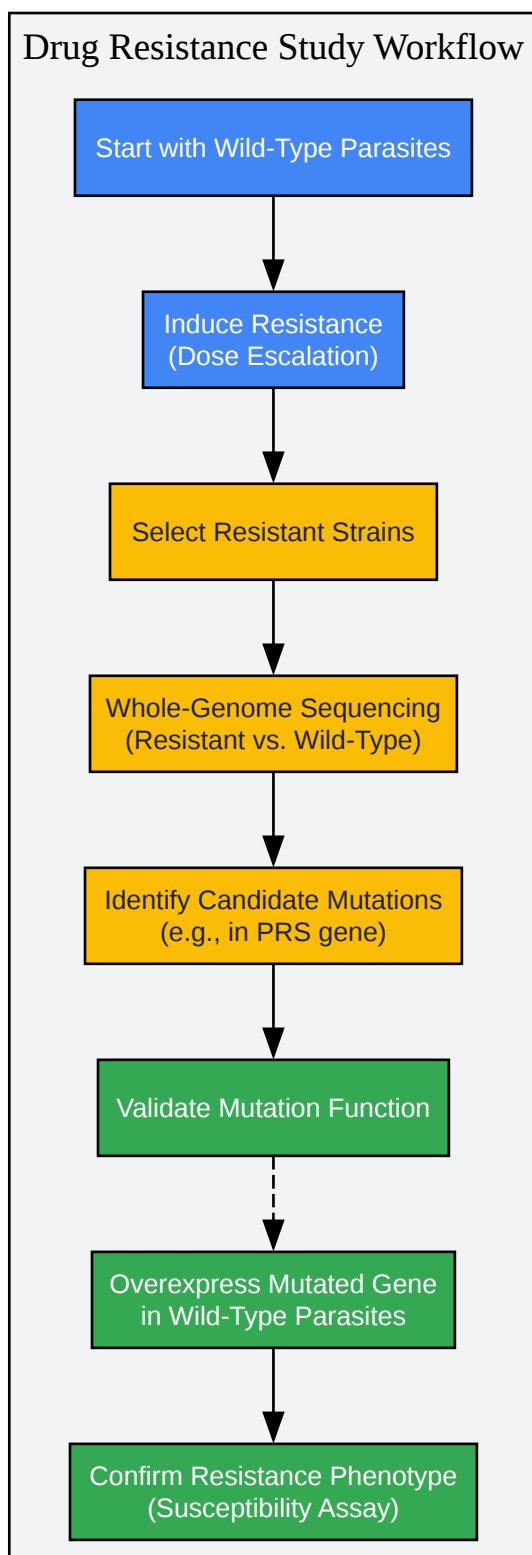 Drug Resistance Study Workflow
Start with Wild-Type Parasites
Induce Resistance
(Dose Escalation)
Select Resistant Strains
Whole-Genome Sequencing
(Resistant vs. Wild-Type)
Identify Candidate Mutations
(e.g., in PRS gene)
Validate Mutation Function
Overexpress Mutated Gene
in Wild-Type Parasites
Confirm Resistance Phenotype
(Susceptibility Assay)